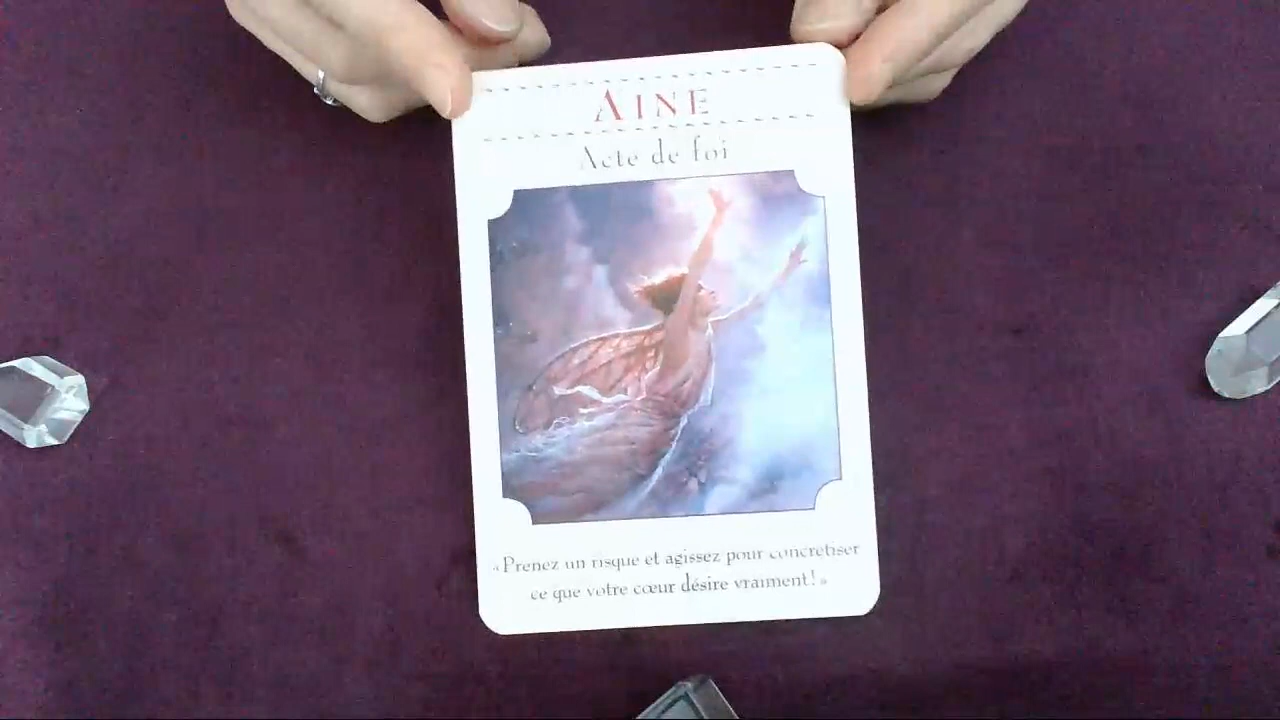 AINE
Acte de foi
«Prenez un risque et agissez pour concrétiser
ce que votre cœur désire vraiment!»